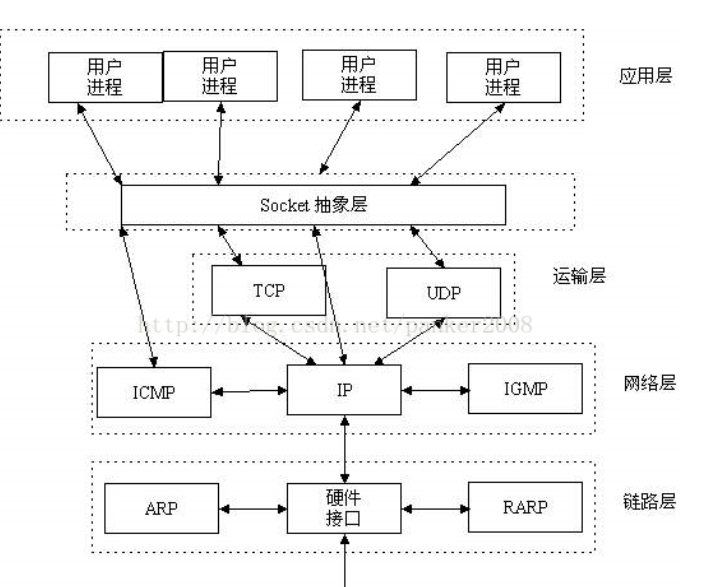 用户 用户 用户 用户
进程 进程 进程 进程
应用层
Socket 抽象层
运输层
TCP
UDP
http://blog.csdn.net/ponker2008
网络层
ICMP
IP
IGMP
链路层
ARP
硬件
接口
RARP